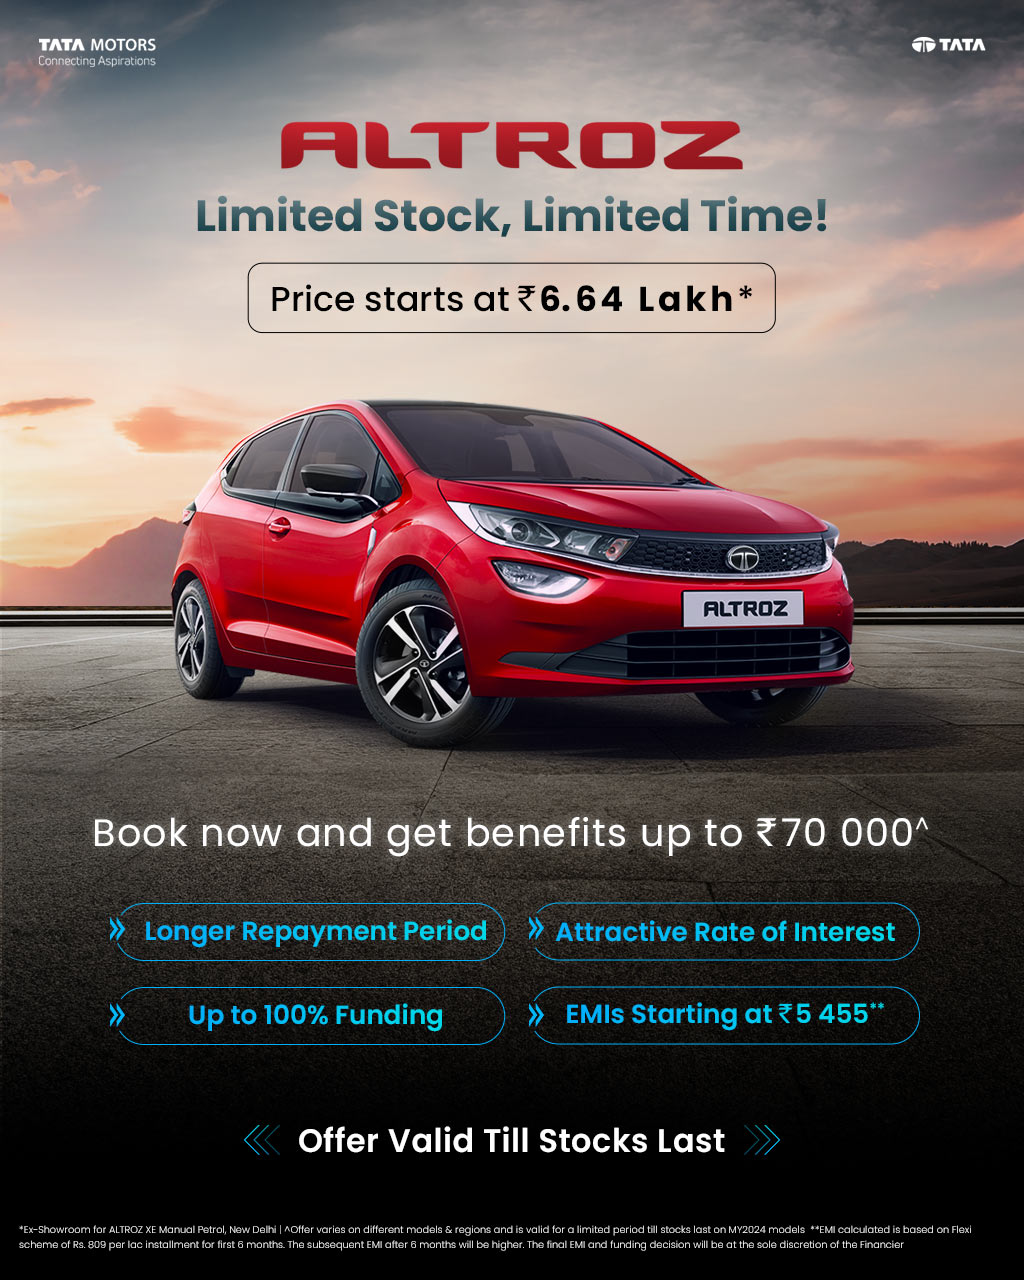 TATA MOTORS
Connecting Aspirations
TATA
ALTROZ
Limited Stock, Limited Time!
Price starts at ₹6.64 Lakh*
ALTROZ
Book now and get benefits up to ₹70 000^
Longer Repayment Period
Attractive Rate of Interest
Up to 100% Funding
EMIs Starting at ₹5 455**
Offer Valid Till Stocks Last
*Ex-Showroom for ALTROZ XE Manual Petrol, New Delhi | ^Offer varies on different models & regions and is valid for a limited period till stocks last on MY2024 models **EMI calculated is based on Flexi
scheme of Rs. 809 per lac installment for first 6 months. The subsequent EMI after 6 months will be higher. The final EMI and funding decision will be at the sole discretion of the Financier